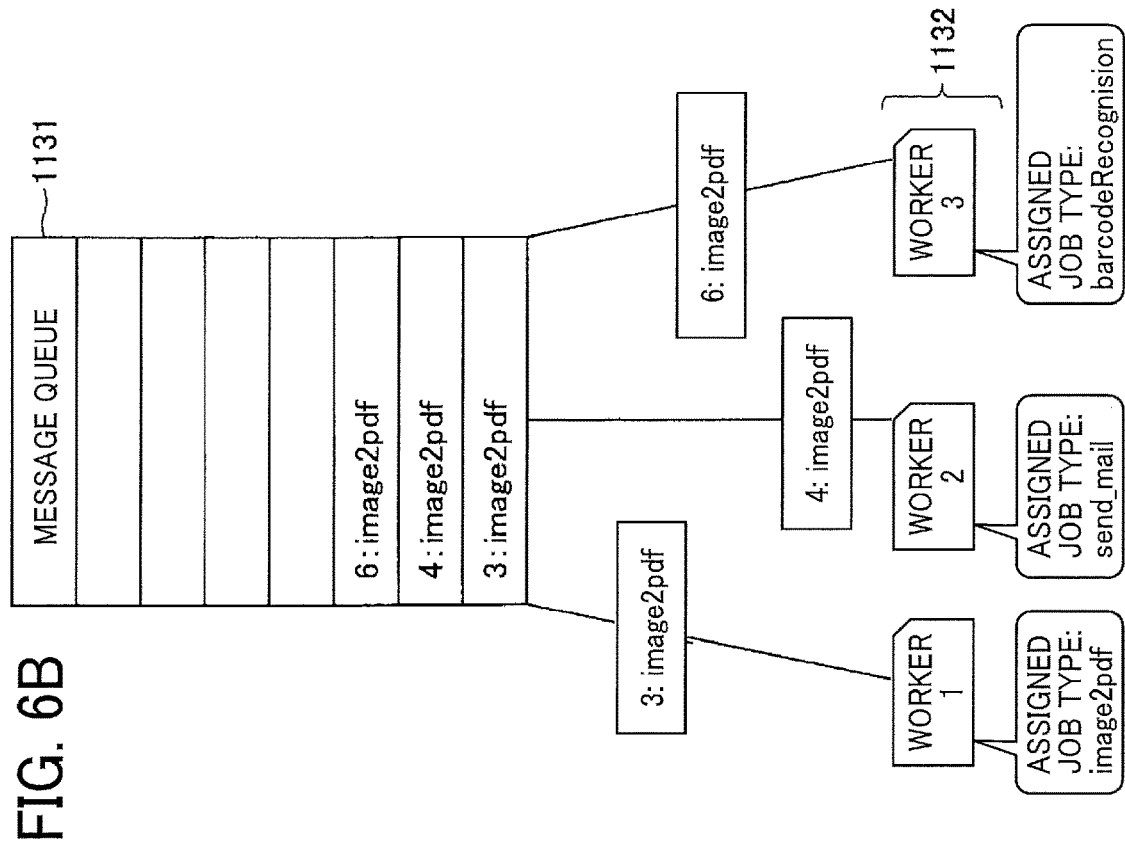 FIG. 6B
MESSAGE QUEUE
1131
6:image2pdf
4:image2pdf
3:image2pdf
3: image2pdf
4: image2pdf
6: image2pdf
WORKER
1
WORKER
2
WORKER
3
1132
ASSIGNED
JOB TYPE:
image2pdf
ASSIGNED
JOB TYPE:
send_mail
ASSIGNED
JOB TYPE:
barcodeRecognision